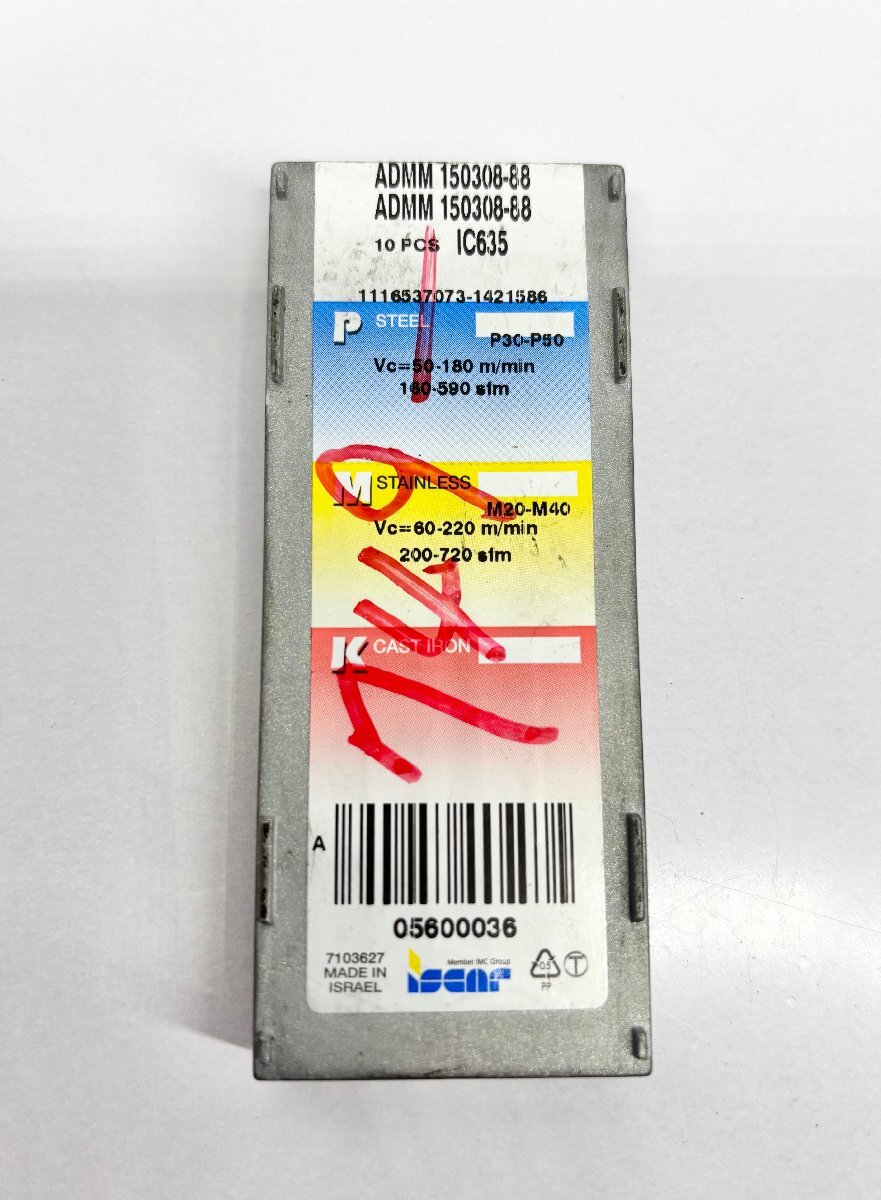 ADMM 150308-88
ADMM 150308-88
10 PCS IC635
1116537073-1421586
P STEEL
P30-P50
Vc=50-180 m/min
160-590 sfm
M STAINLESS
M20-M40
Vc=60-220 m/min
200-720 sfm
K CAST IRON
A
05600036
7103627
MADE IN
ISRAEL
Member IMC Group
iscar
05
PP
T